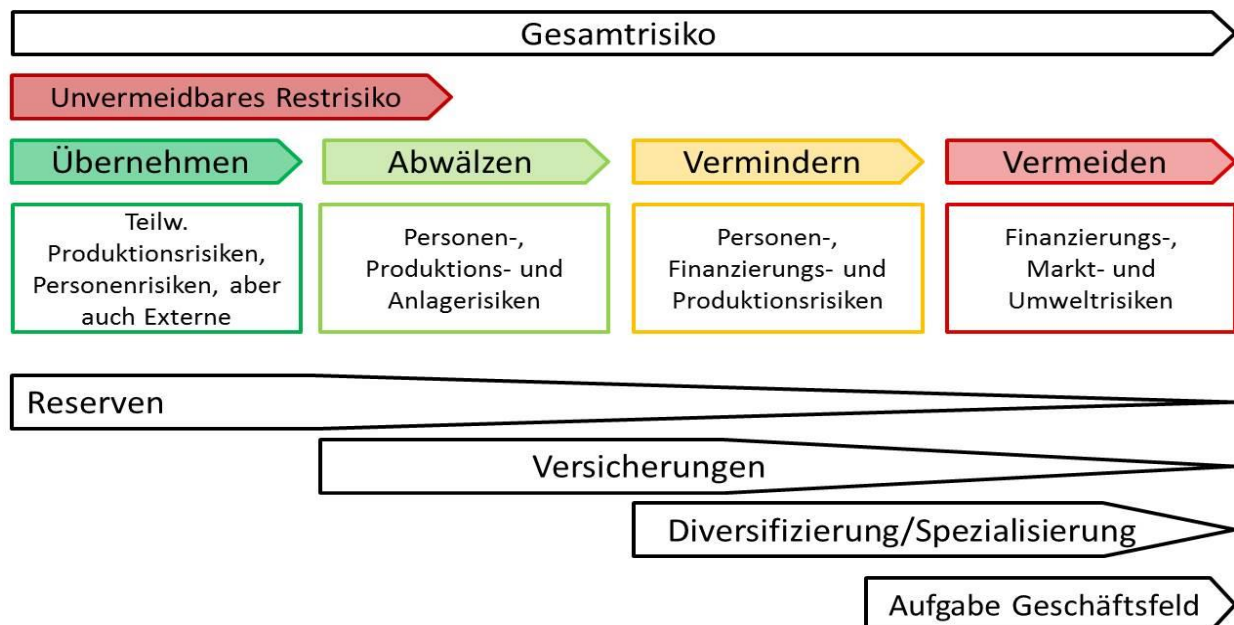 Gesamtrisiko
Unvermeidbares Restrisiko
Übernehmen
Abwälzen
Vermindern
Vermeiden
Teilw.
Produktionsrisiken,
Personenrisiken, aber
auch Externe
Personen-,
Produktions- und
Anlagerisiken
Personen-,
Finanzierungs- und
Produktionsrisiken
Finanzierungs-,
Markt- und
Umweltrisiken
Reserven
Versicherungen
Diversifizierung/Spezialisierung
Aufgabe Geschäftsfeld